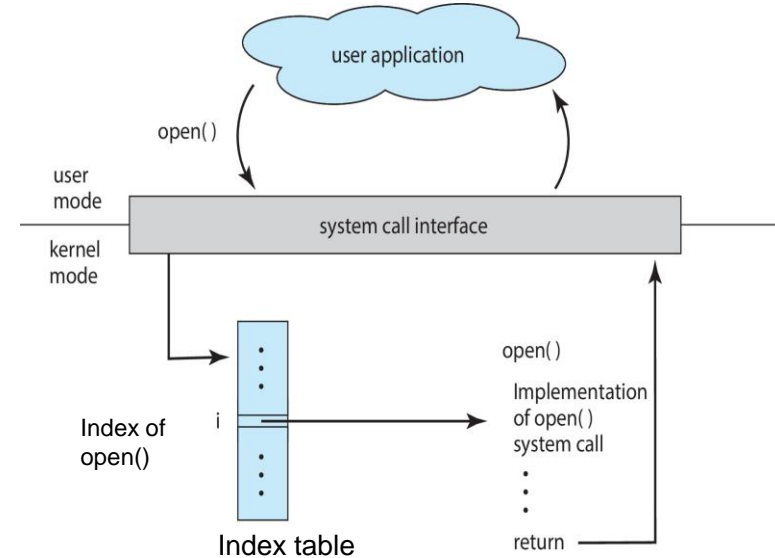 user application
open( )
user
mode
system call interface
kernel
mode
open( )
Implementation
of open( )
system call
i
Index of
open()
return
Index table